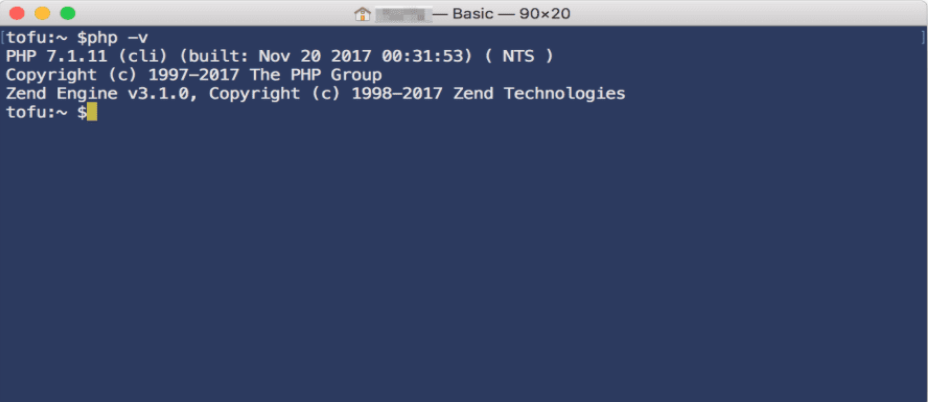 — Basic — 90×20
tofu:~ $php -v
PHP 7.1.11 (cli) (built: Nov 20 2017 00:31:53) ( NTS )
Copyright (c) 1997-2017 The PHP Group
Zend Engine v3.1.0, Copyright (c) 1998-2017 Zend Technologies
tofu:~ $